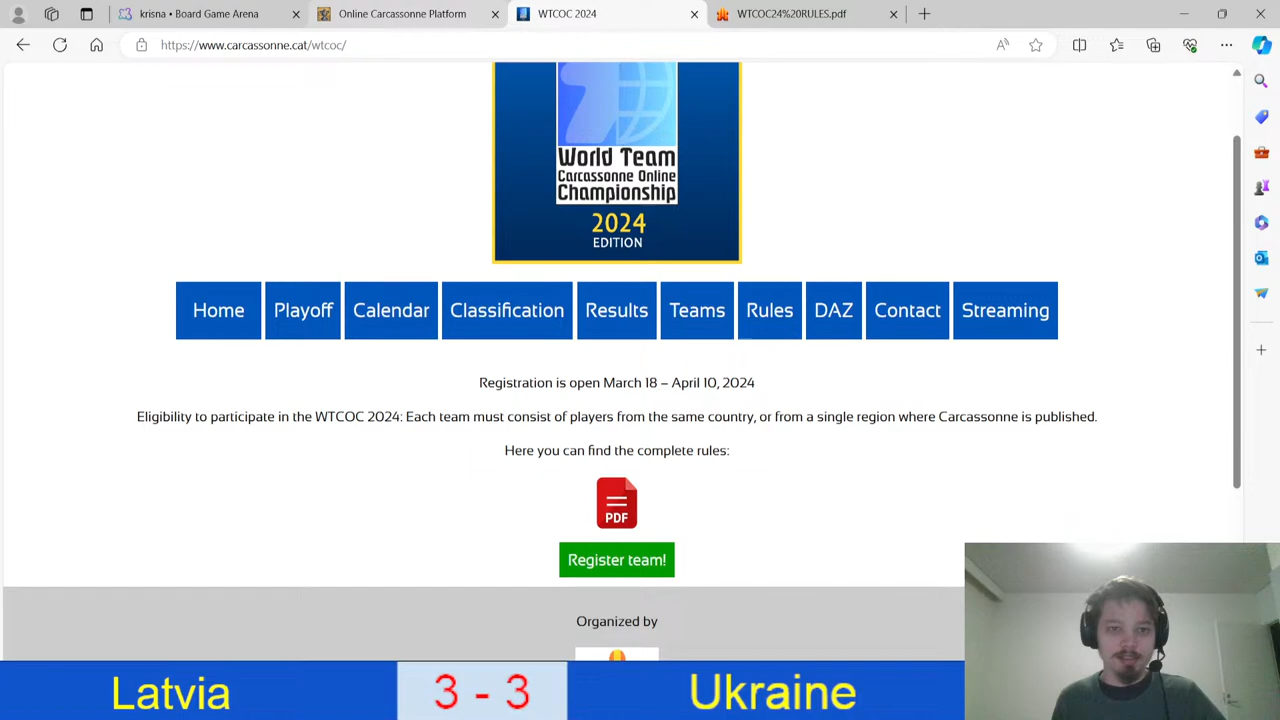 krisna • Board Game Arena
Online Carcassonne Platform
WTCOC 2024
WTCOC24%20RULES.pdf
https://www.carcassonne.cat/wtcoc/
World Team
Carcassonne Online
Championship
2024
EDITION
Home
Playoff
Calendar
Classification
Results
Teams
Rules
DAZ
Contact
Streaming
Registration is open March 18 – April 10, 2024
Eligibility to participate in the WTCOC 2024: Each team must consist of players from the same country, or from a single region where Carcassonne is published.
Here you can find the complete rules:
PDF
Register team!
Organized by
Latvia
3 - 3
Ukraine